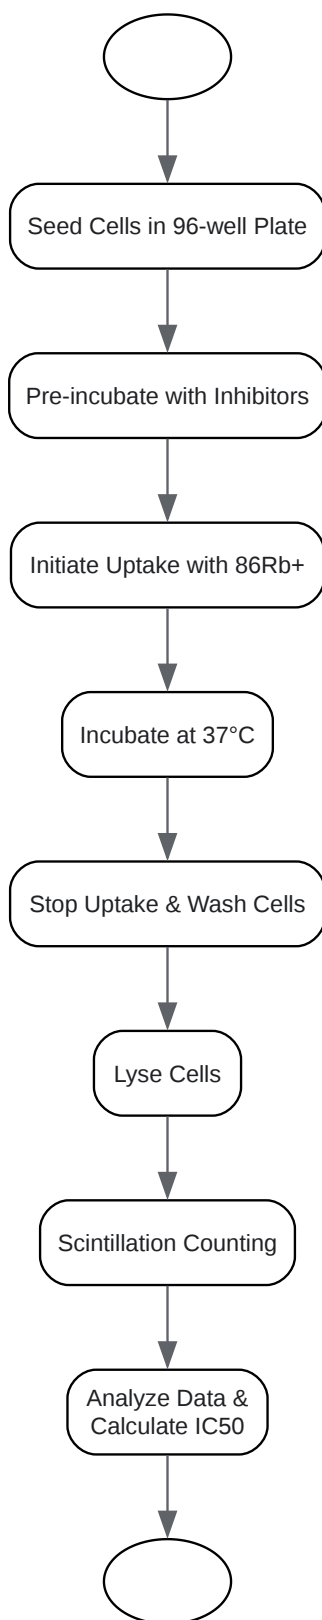 Seed Cells in 96-well Plate
Pre-incubate with Inhibitors
Initiate Uptake with 86Rb+
Incubate at 37°C
Stop Uptake & Wash Cells
Lyse Cells
Scintillation Counting
Analyze Data &
Calculate IC50